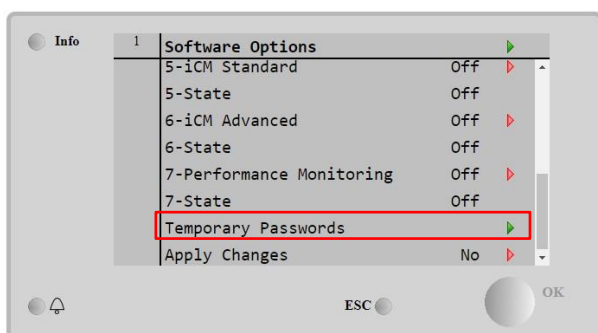 Info
1 Software Options
5-iCM Standard Off
5-State Off
6-iCM Advanced Off
6-State Off
7-Performance Monitoring Off
7-State Off
Temporary Passwords
Apply Changes No
ESC OK